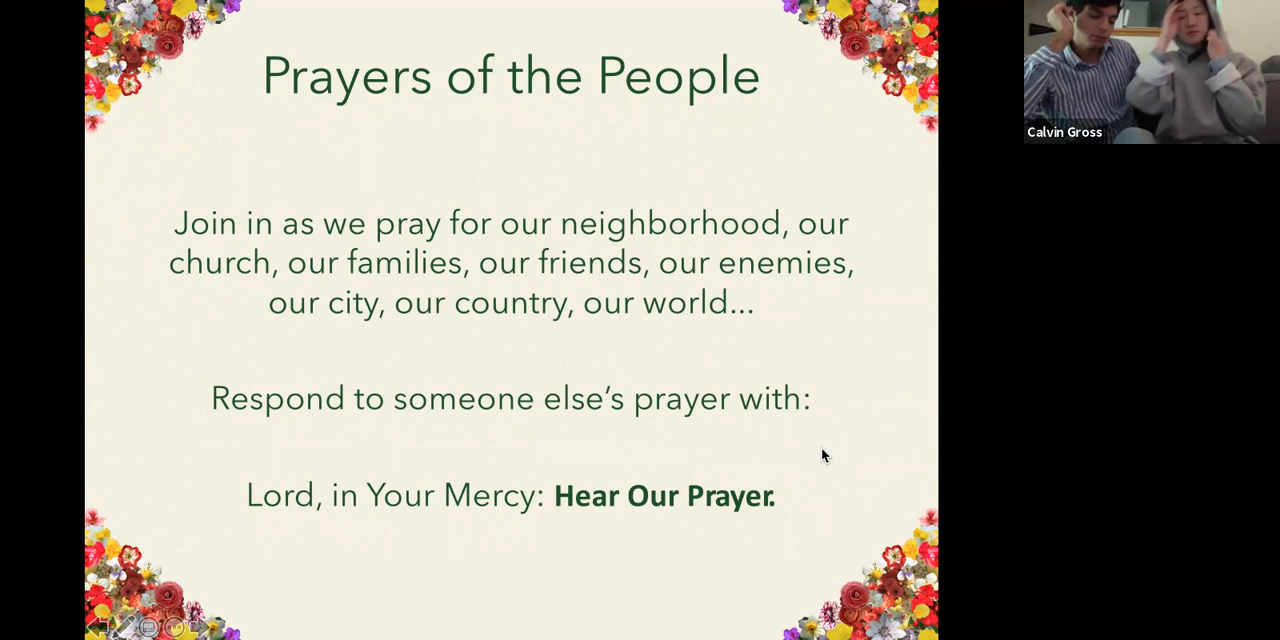 Prayers of the People
Calvin Gross
Join in as we pray for our neighborhood, our
church, our families, our friends, our enemies,
our city, our country, our world...
Respond to someone else’s prayer with:
Lord, in Your Mercy: Hear Our Prayer.